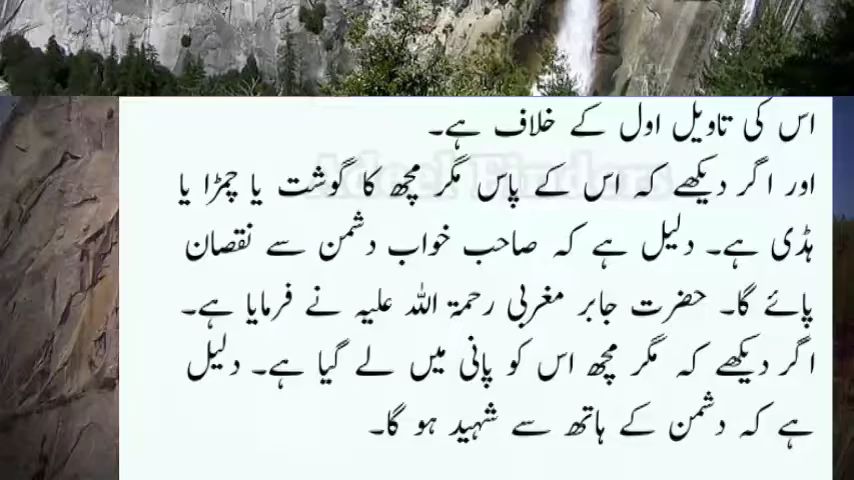 اس کی تاویل اول کے خلاف ہے۔
اور اگر دیکھے کہ اس کے پاس مگر مچھ کا گوشت یا چمڑا یا
ہڈی ہے۔ دلیل ہے کہ صاحب خواب دشمن سے نقصان
پائے گا۔ حضرت جابر مغربی رحمۃ اللہ علیہ نے فرمایا ہے۔
اگر دیکھے کہ مگر مچھ اس کو پانی میں لے گیا ہے۔ دلیل
ہے کہ دشمن کے ہاتھ سے شہید ہو گا۔